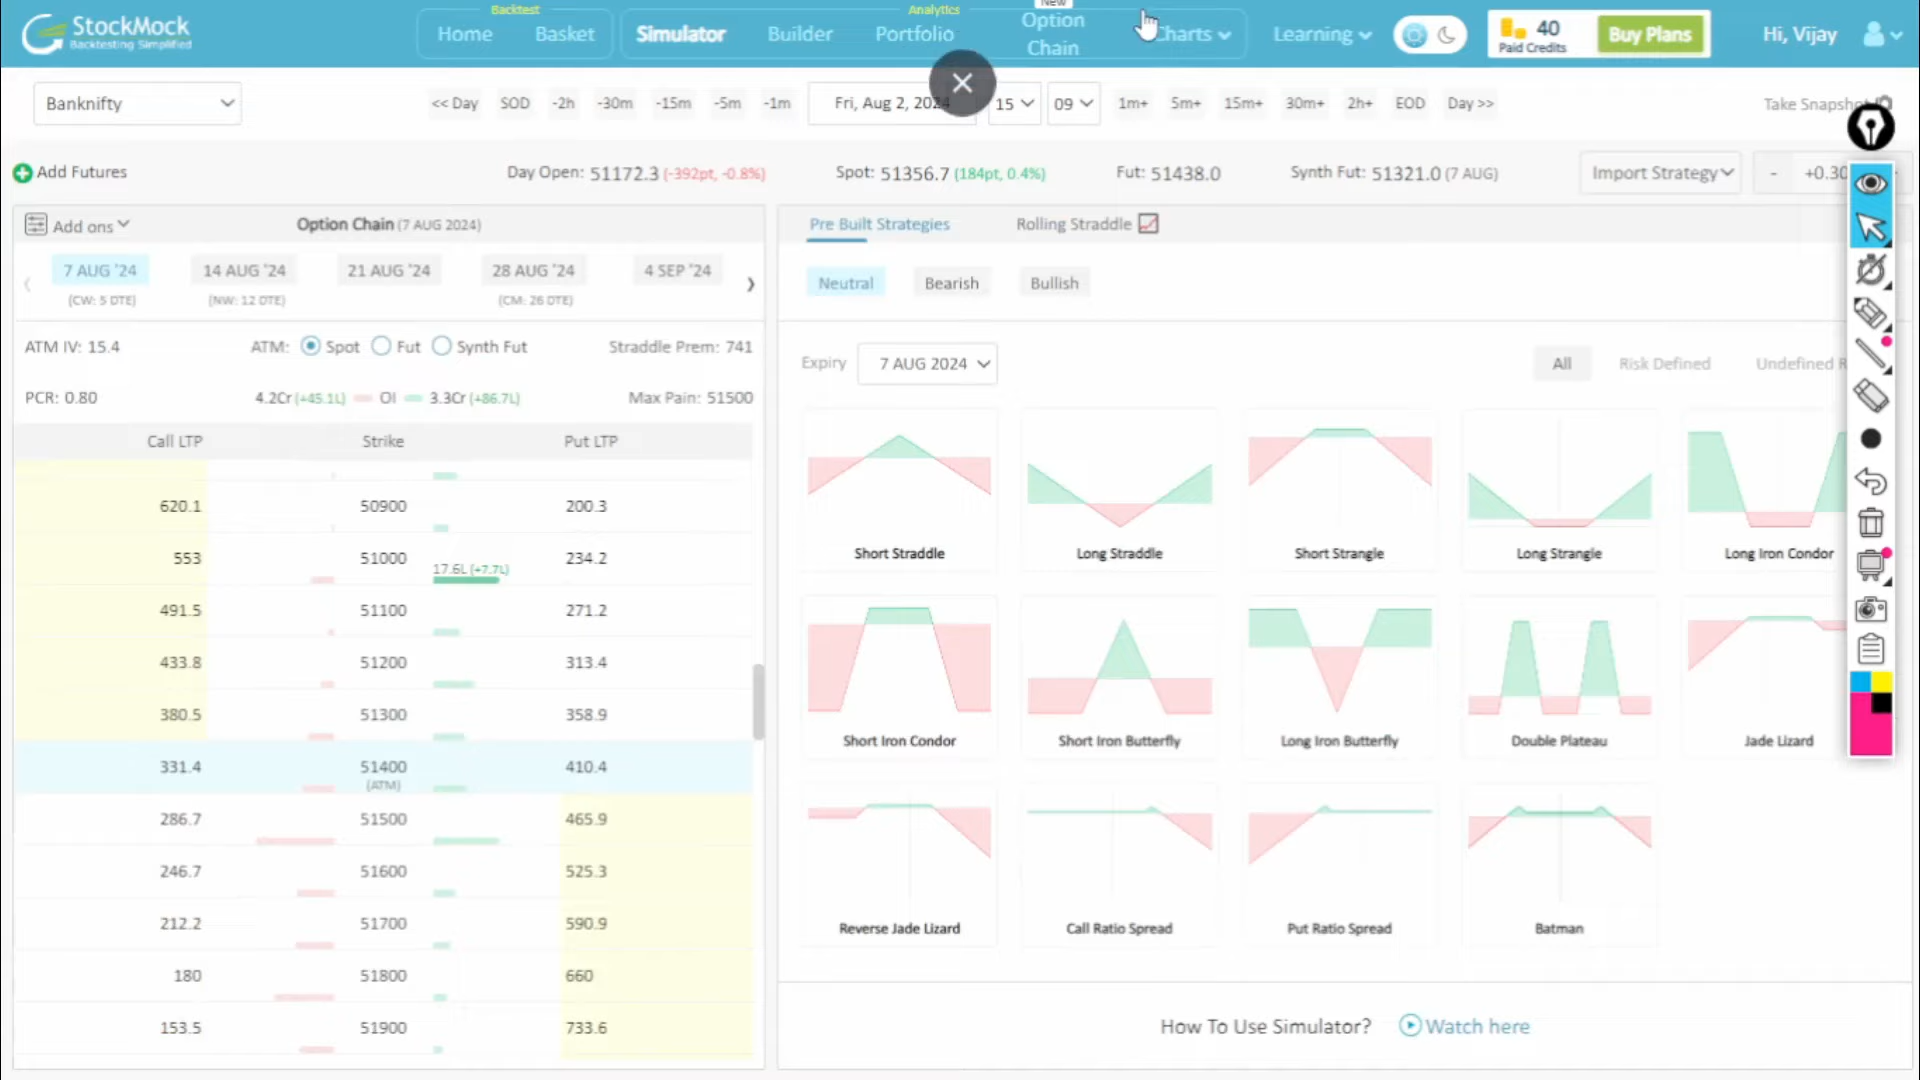 StockMock
Backtesting Simplified
Backtest
Home
Basket
Simulator
Builder
Analytics
Portfolio
New
Option
Chain
Charts
Learning
40
Paid Credits
Buy Plans
Hi, Vijay
Banknifty
<< Day
SOD
-2h
-30m
-15m
-5m
-1m
Fri, Aug 2, 2024
15
09
1m+
5m+
15m+
30m+
2h+
EOD
Day >>
Take Snapshot
Add Futures
Day Open: 51172.3 (-392pt, -0.8%)
Spot: 51356.7 (184pt, 0.4%)
Fut: 51438.0
Synth Fut: 51321.0 (7 AUG)
Import Strategy
-
+0.30
Add ons
Option Chain (7 AUG 2024)
7 AUG '24
14 AUG '24
21 AUG '24
28 AUG '24
4 SEP '24
(CW: 5 DTE)
(NW: 12 DTE)
(CM: 26 DTE)
ATM IV: 15.4
ATM: Spot Fut Synth Fut
Straddle Prem: 741
PCR: 0.80
4.2Cr (+45.1L) OI 3.3Cr (+86.7L)
Max Pain: 51500
Call LTP Strike Put LTP
620.1 50900 200.3
553 51000 17.6L (+7.7L) 234.2
491.5 51100 271.2
433.8 51200 313.4
380.5 51300 358.9
331.4 51400 410.4
(ATM)
286.7 51500 465.9
246.7 51600 525.3
212.2 51700 590.9
180 51800 660
153.5 51900 733.6
Pre Built Strategies
Rolling Straddle
Neutral
Bearish
Bullish
Expiry
7 AUG 2024
All
Risk Defined
Undefined R
Short Straddle
Long Straddle
Short Strangle
Long Strangle
Long Iron Condor
Short Iron Condor
Short Iron Butterfly
Long Iron Butterfly
Double Plateau
Jade Lizard
Reverse Jade Lizard
Call Ratio Spread
Put Ratio Spread
Batman
How To Use Simulator?
Watch here